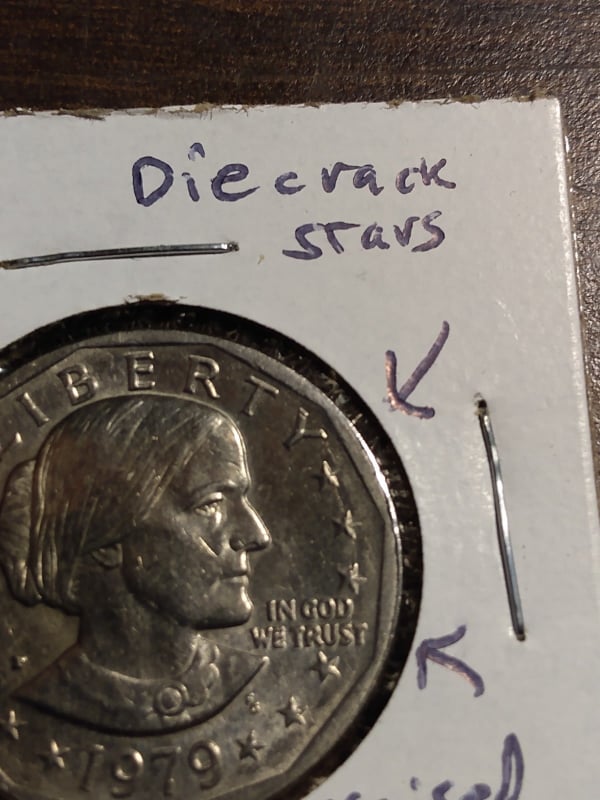 Diecrack
stars
LIBERTY
IN GOD
WE TRUST
1979